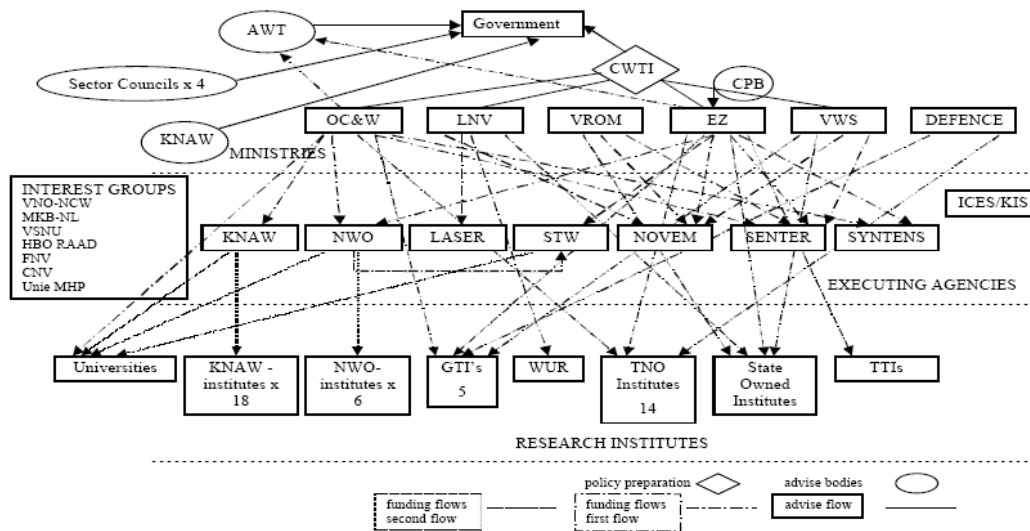 Government
AWT
CWTI
Sector Councils x 4
CPB
KNAW
OC&W
LNV
VROM
EZ
VWS
DEFENCE
MINISTRIES
INTEREST GROUPS
VNO-NCW
MKB-NL
VSNU
HBO RAAD
FNV
CNV
Unie MHP
ICES/KIS
KNAW
NWO
LASER
STW
NOVEM
SENTER
SYNTENS
EXECUTING AGENCIES
Universities
KNAW -
institutes x
18
NWO-
institutes x
6
GTI's
5
WUR
TNO
Institutes
14
State
Owned
Institutes
TTIs
RESEARCH INSTITUTES
policy preparation
advise bodies
funding flows
second flow
funding flows
first flow
advise flow